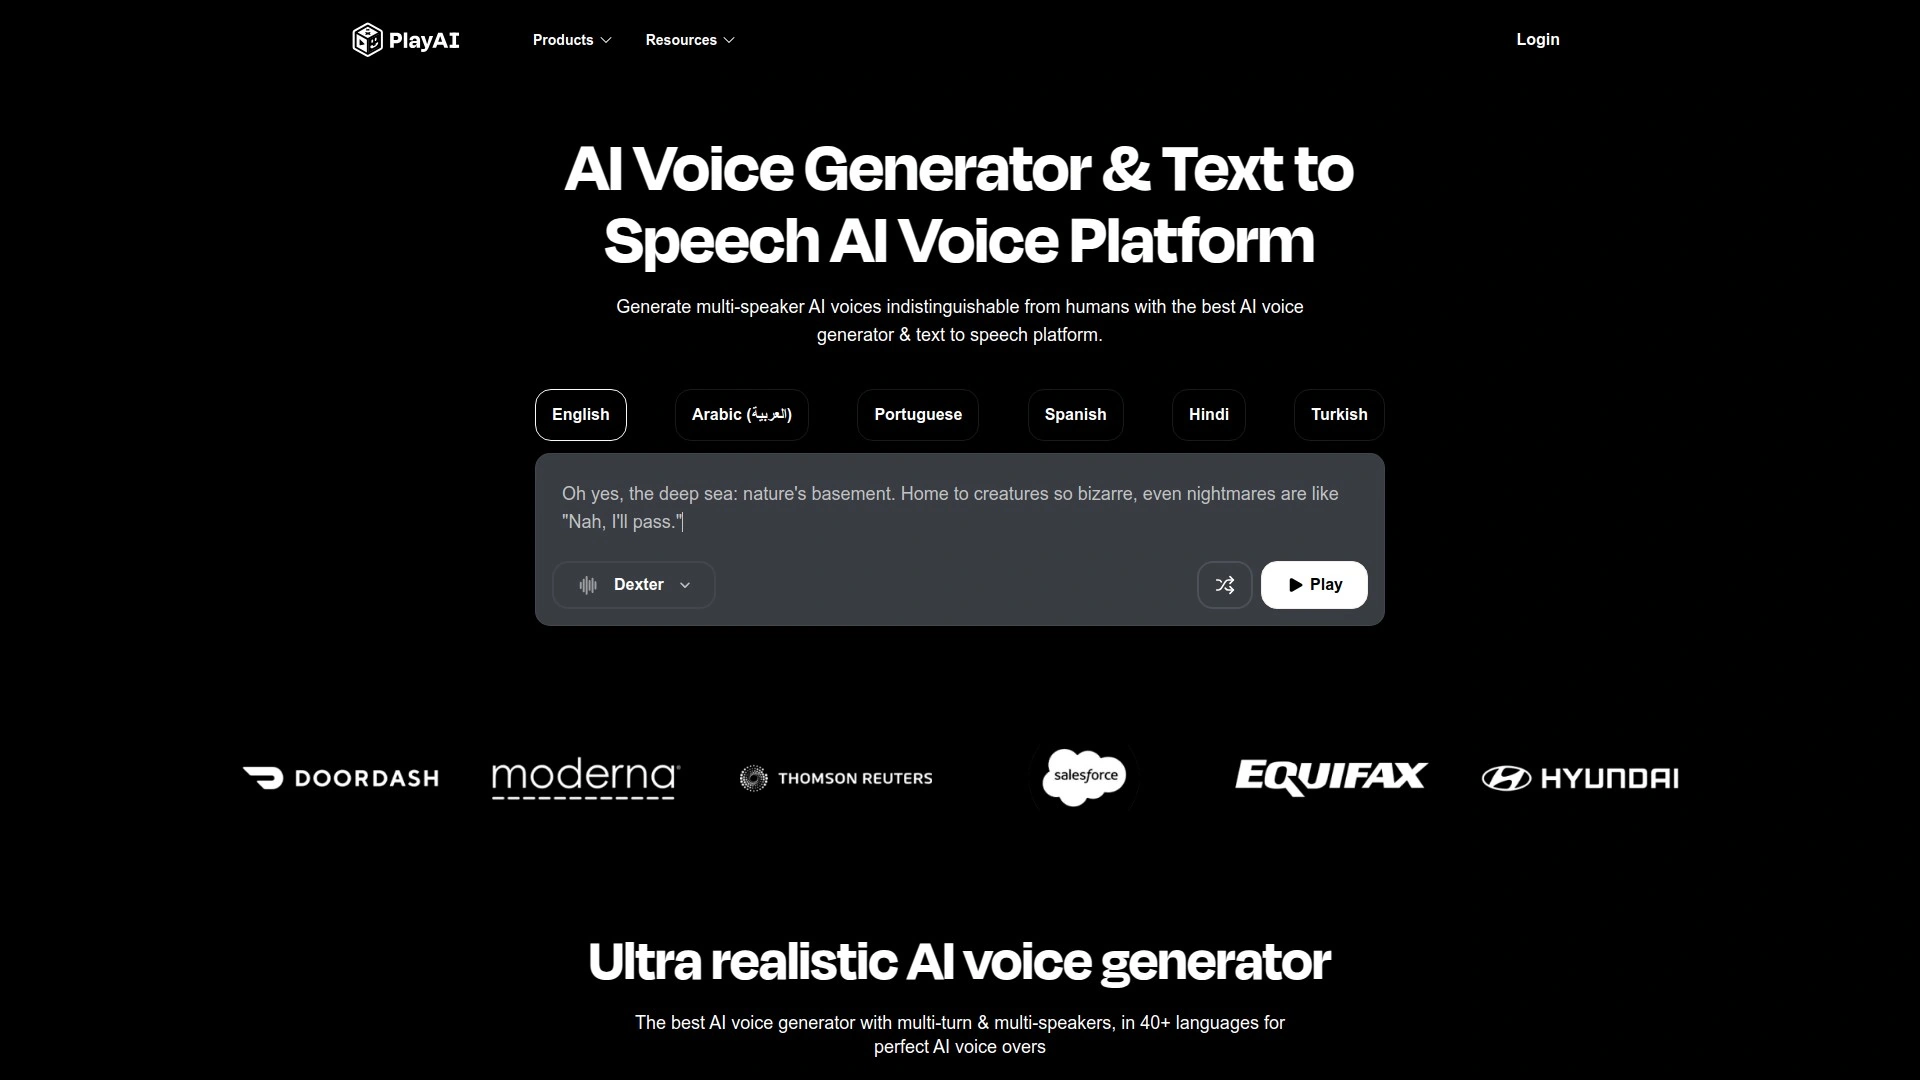 PlayAI
Products
Resources
Login
AI Voice Generator & Text to
Speech AI Voice Platform
Generate multi-speaker AI voices indistinguishable from humans with the best AI voice
generator & text to speech platform.
English
Arabic (العربية)
Portuguese
Spanish
Hindi
Turkish
Oh yes, the deep sea: nature's basement. Home to creatures so bizarre, even nightmares are like
"Nah, I'll pass."
Dexter
Play
DOORDASH
moderna
THOMSON REUTERS
salesforce
EQUIFAX
HYUNDAI
Ultra realistic AI voice generator
The best AI voice generator with multi-turn & multi-speakers, in 40+ languages for
perfect AI voice overs